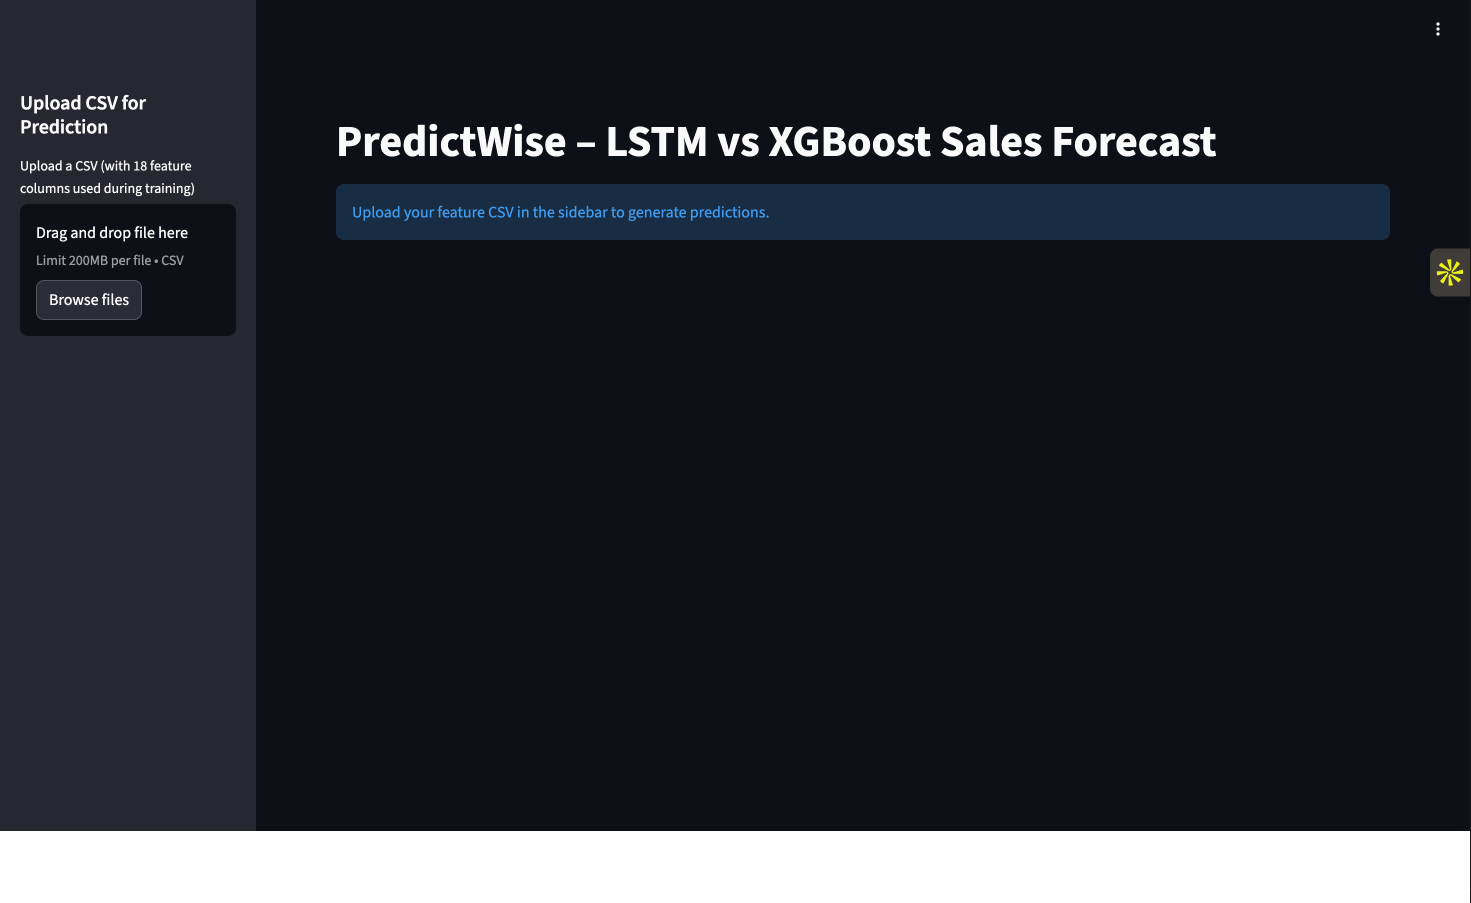 Upload CSV for
Prediction
Upload a CSV (with 18 feature
columns used during training)
Drag and drop file here
Limit 200MB per file • CSV
Browse files
PredictWise – LSTM vs XGBoost Sales Forecast
Upload your feature CSV in the sidebar to generate predictions.